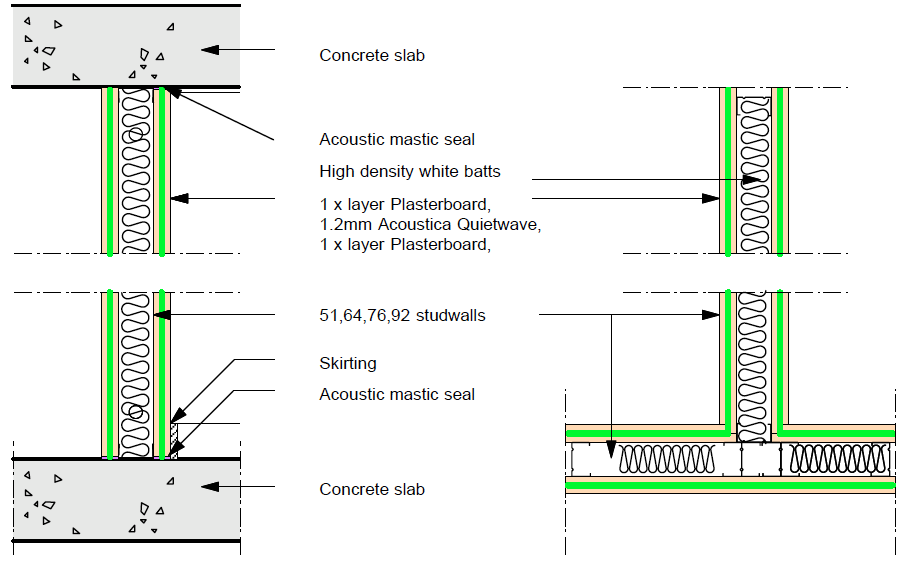 Concrete slab
Acoustic mastic seal
High density white batts
1 x layer Plasterboard,
1.2mm Acoustica Quietwave,
1 x layer Plasterboard,
51,64,76,92 studwalls
Skirting
Acoustic mastic seal
Concrete slab